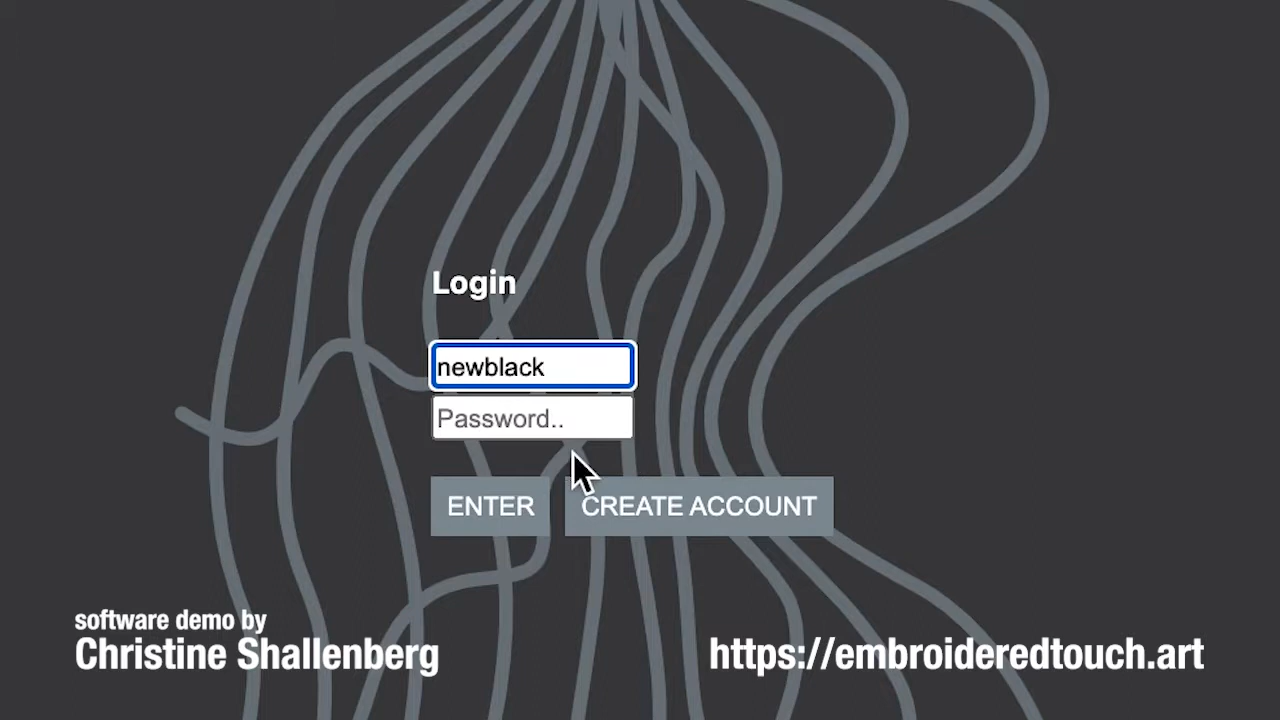 Login
newblack
Password..
ENTER
CREATE ACCOUNT
software demo by
Christine Shallenberg
https://embroideredtouch.art